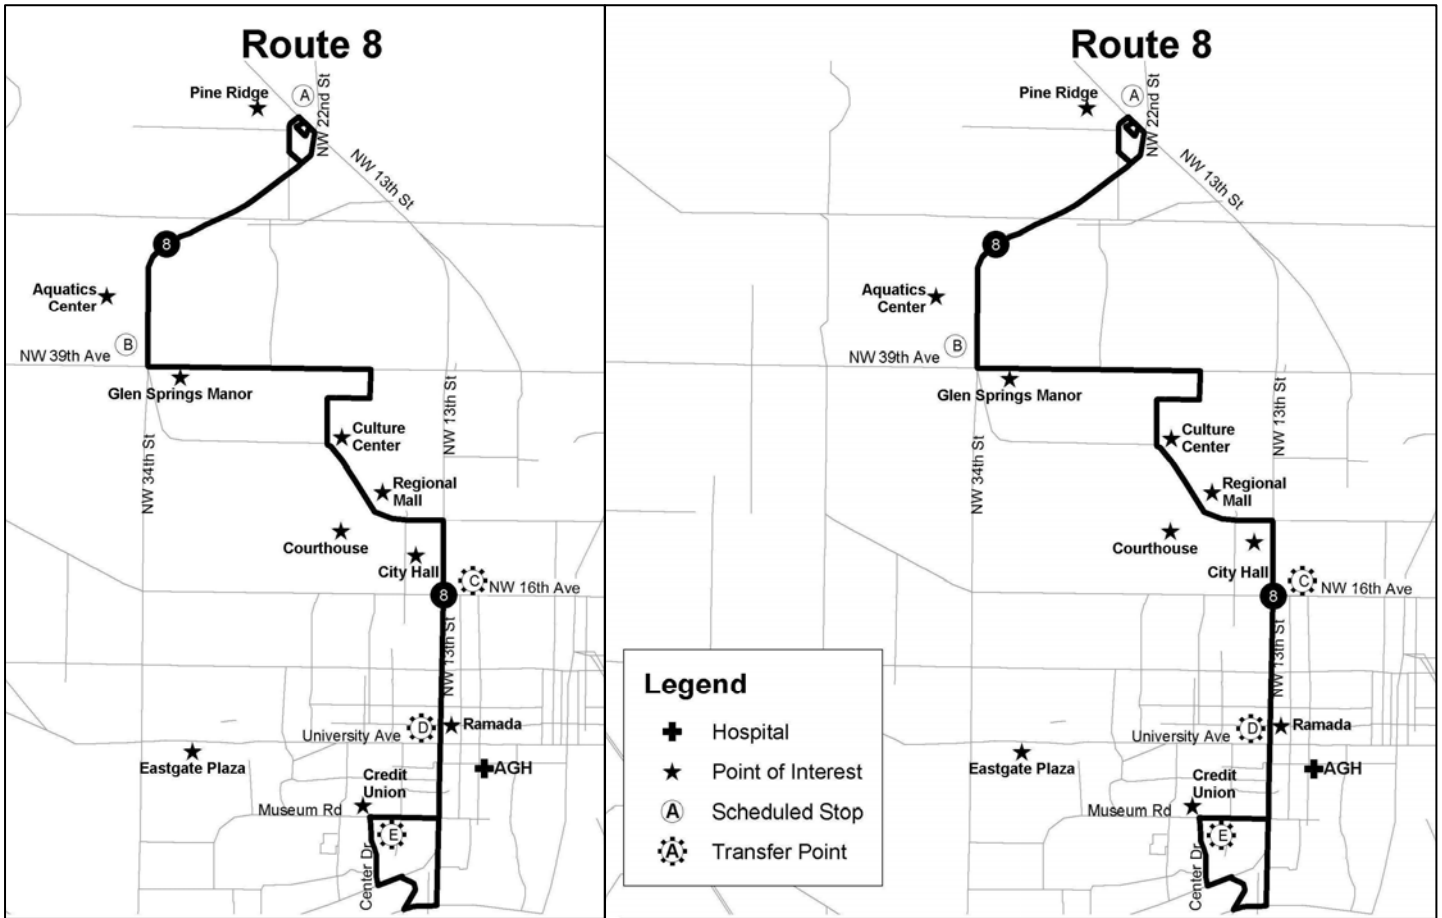 Route 8
Pine Ridge
A
NW 22nd St
NW 13th St
8
Aquatics
Center
B
NW 39th Ave
Glen Springs Manor
NW 13th St
Culture
Center
NW 34th St
Regional
Mall
Courthouse
City Hall
C
NW 16th Ave
8
NW 13th St
D
Ramada
University Ave
Eastgate Plaza
AGH
Credit
Union
Museum Rd
E
Center Dr
Route 8
Pine Ridge
A
NW 22nd St
NW 13th St
8
Aquatics
Center
B
NW 39th Ave
Glen Springs Manor
NW 13th St
Culture
Center
NW 34th St
Regional
Mall
Courthouse
City Hall
C
NW 16th Ave
8
NW 13th St
D
Ramada
University Ave
Eastgate Plaza
AGH
Credit
Union
Museum Rd
E
Center Dr
Legend
Hospital
Point of Interest
A Scheduled Stop
A Transfer Point